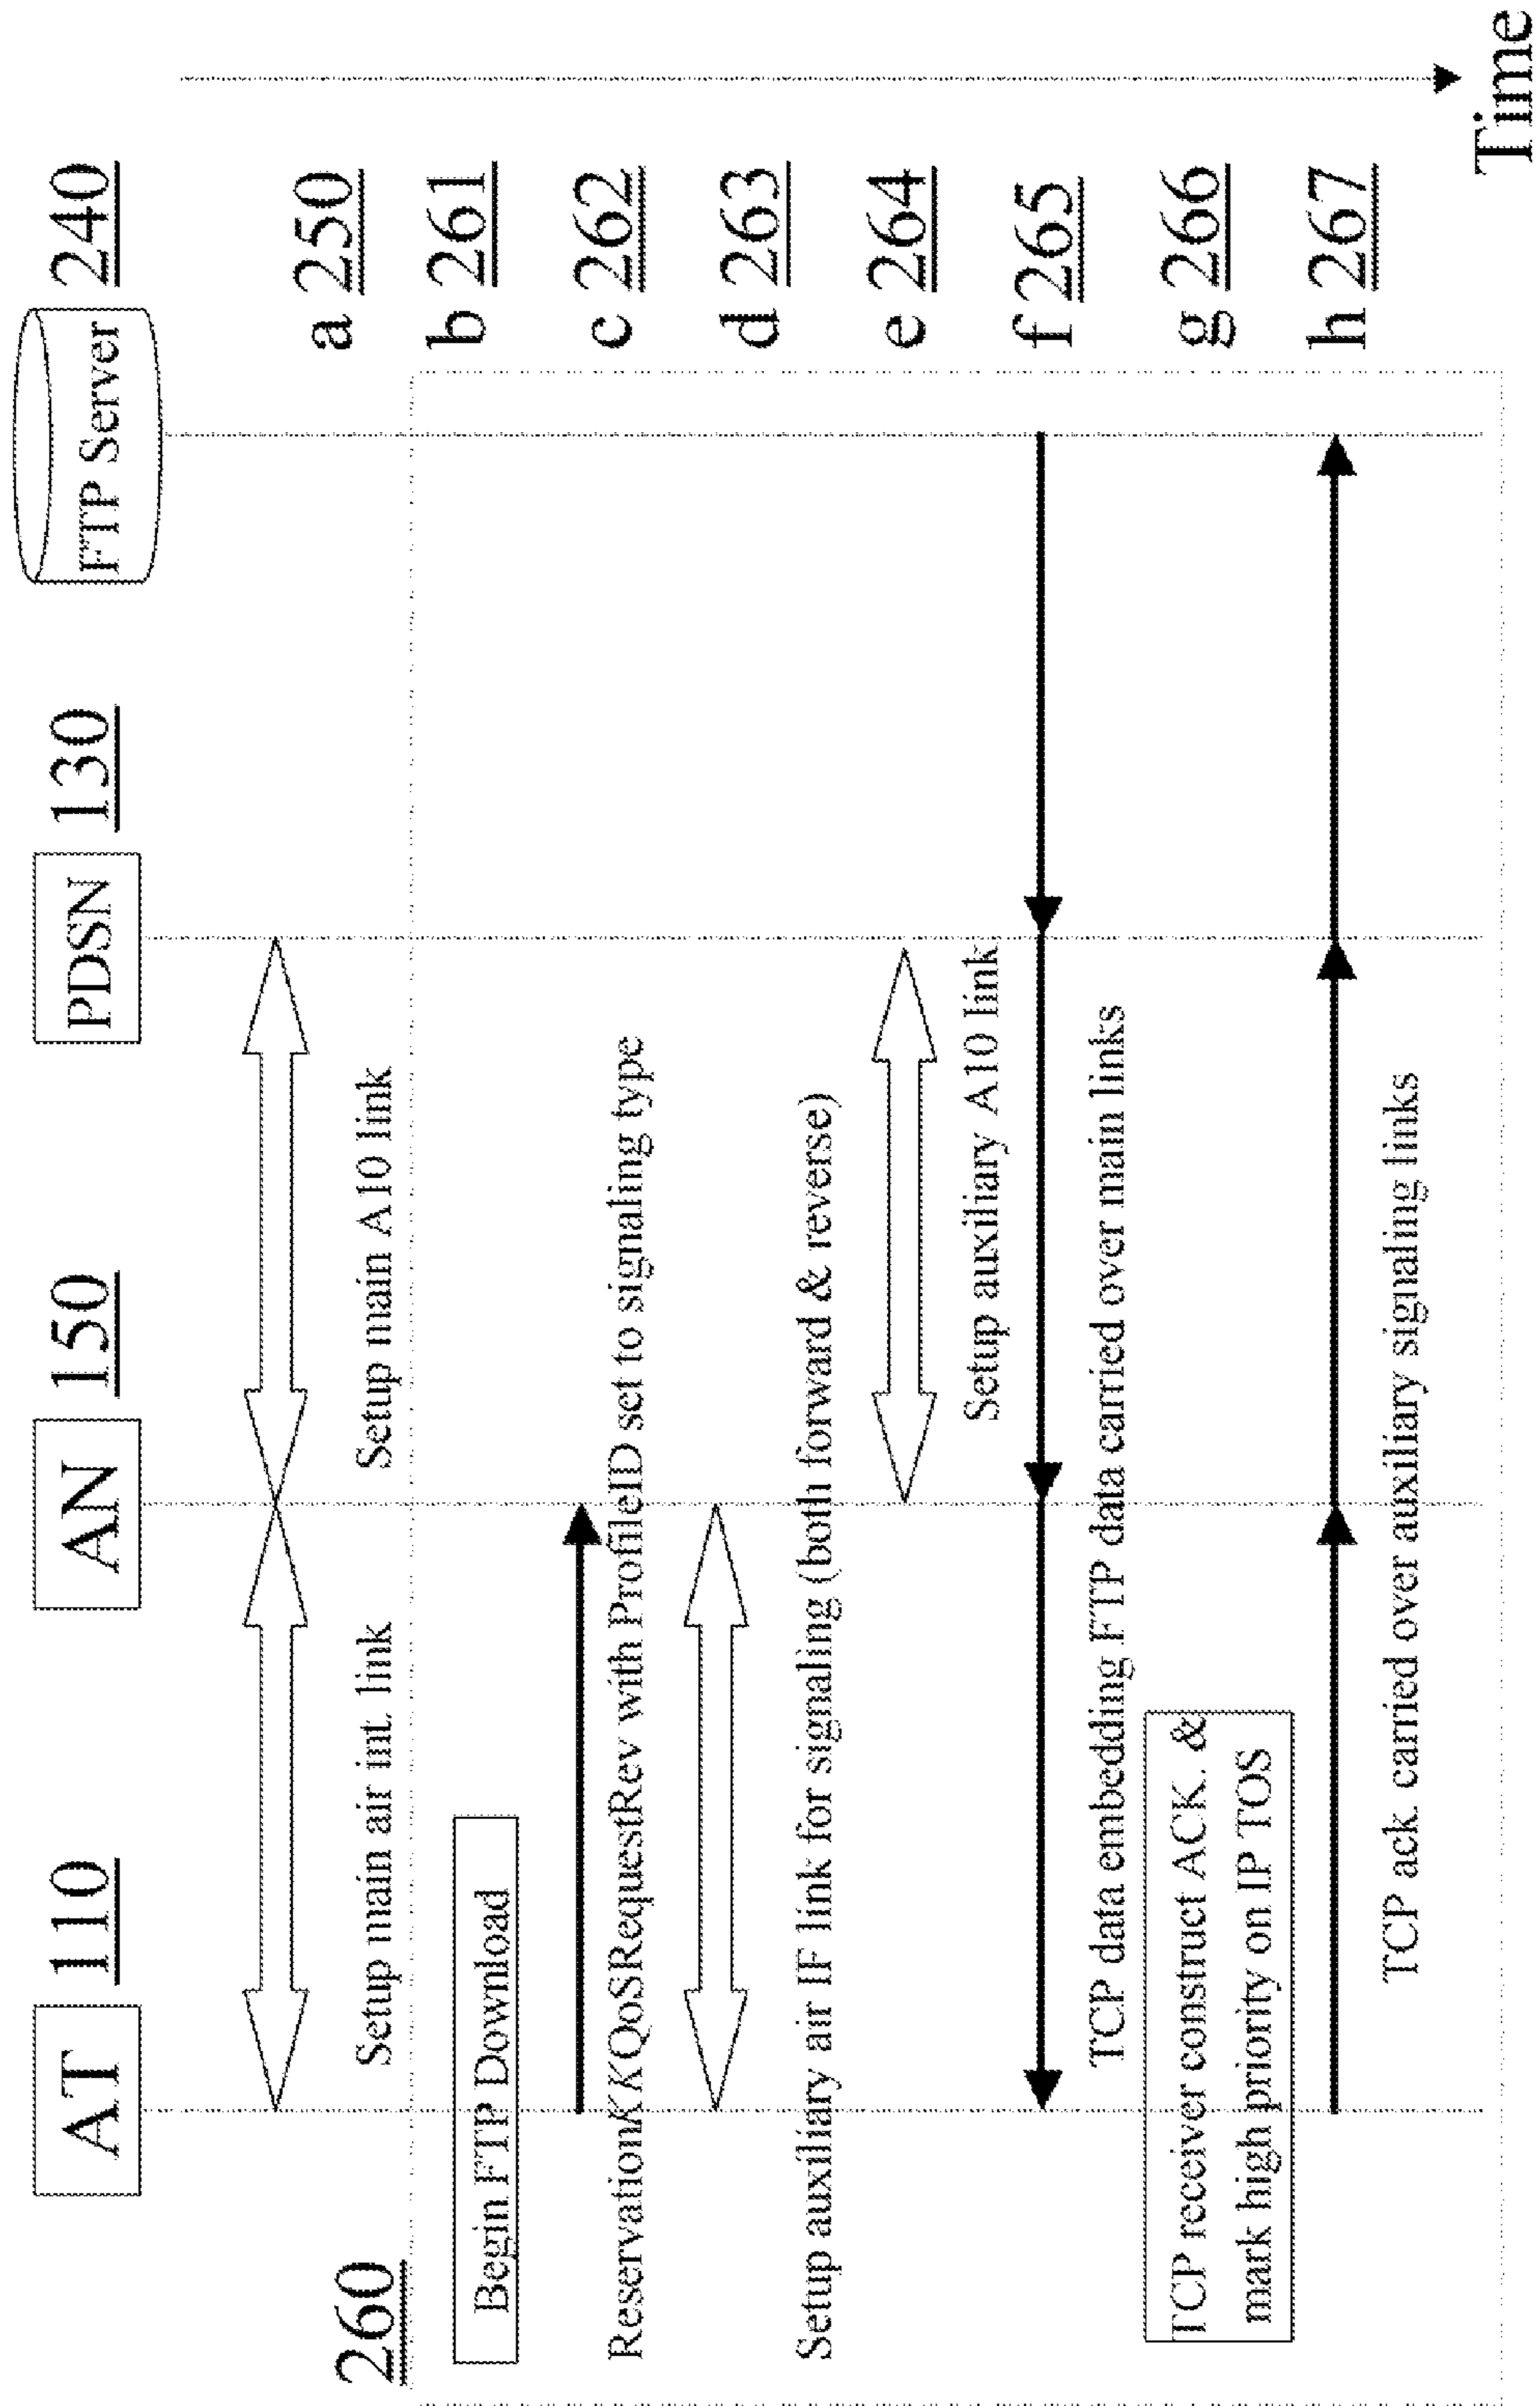 AT 110
AN 150
PDSN 130
FTP Server 240
a 250
Setup main air int. link
Setup main A10 link
260
b 261
Begin FTP Download
c 262
ReservationKKQoSRequestRev with ProfileID set to signaling type
d 263
Setup auxiliary air IF link for signaling (both forward & reverse)
e 264
Setup auxiliary A10 link
f 265
TCP data embedding FTP data carried over main links
g 266
TCP receiver construct ACK. &
mark high priority on IP TOS
h 267
TCP ack. carried over auxiliary signaling links
Time